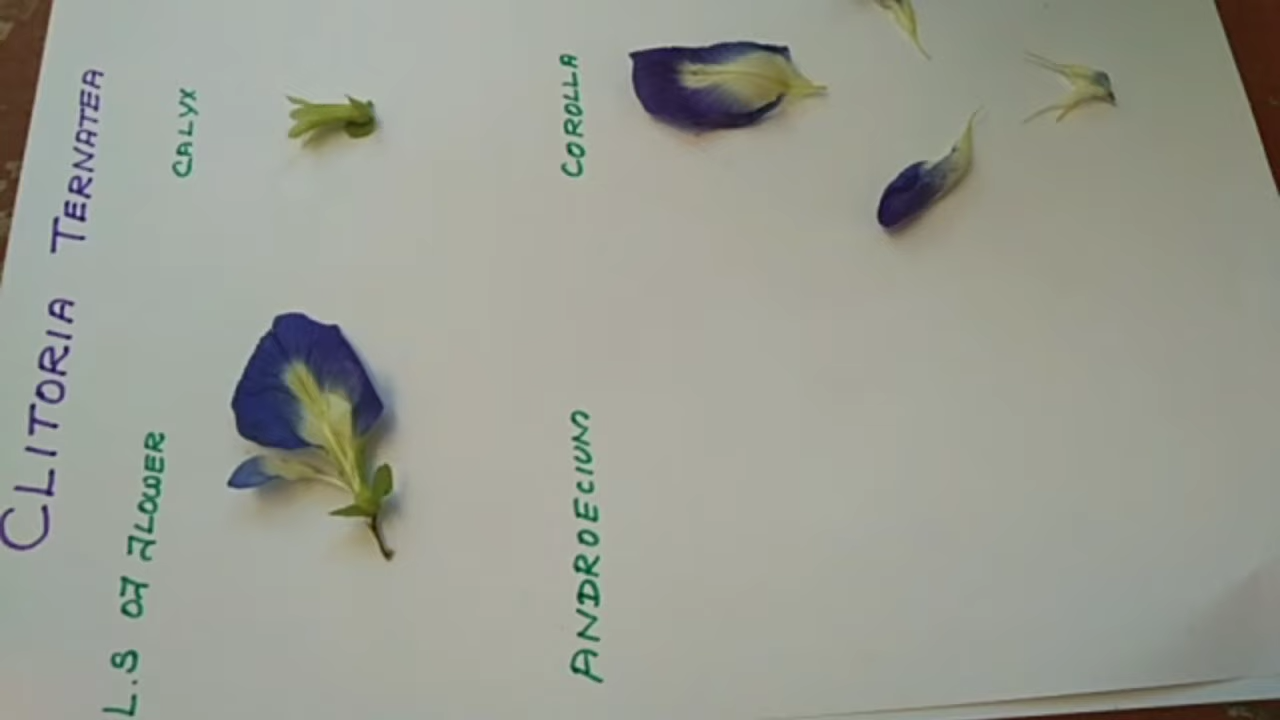 CLITORIA TERNATEA
L.S OF FLOWER
CALYX
ANDROECIUM
COROLLA